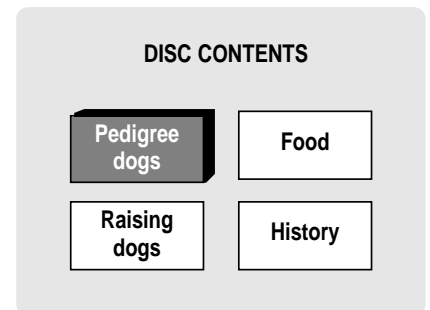 DISC CONTENTS
Pedigree
dogs
Food
Raising
dogs
History